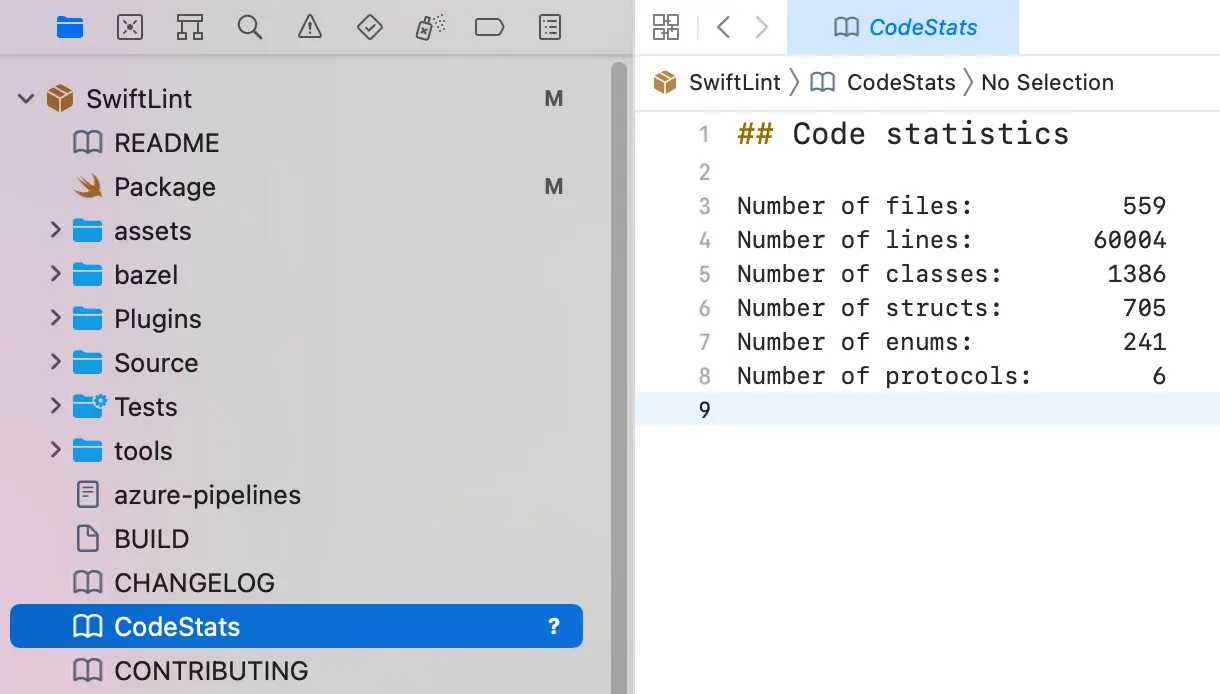 SwiftLint M
README
Package M
assets
bazel
Plugins
Source
Tests
tools
azure-pipelines
BUILD
CHANGELOG
CodeStats ?
CONTRIBUTING
CodeStats
SwiftLint CodeStats No Selection
1 ## Code statistics
2
3 Number of files: 559
4 Number of lines: 60004
5 Number of classes: 1386
6 Number of structs: 705
7 Number of enums: 241
8 Number of protocols: 6
9